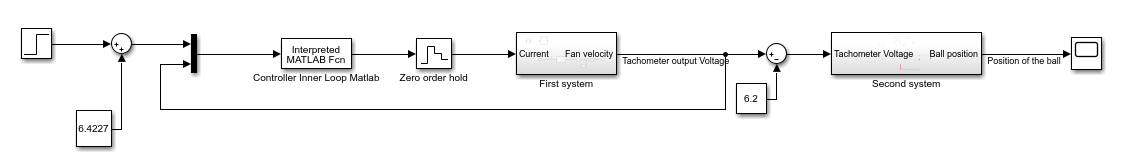 Interpreted
MATLAB Fcn
Controller Inner Loop Matlab
Zero order hold
Current
Fan velocity
First system
Tachometer output Voltage
Tachometer Voltage
Ball position
Second system
Position of the ball
6.4227
6.2